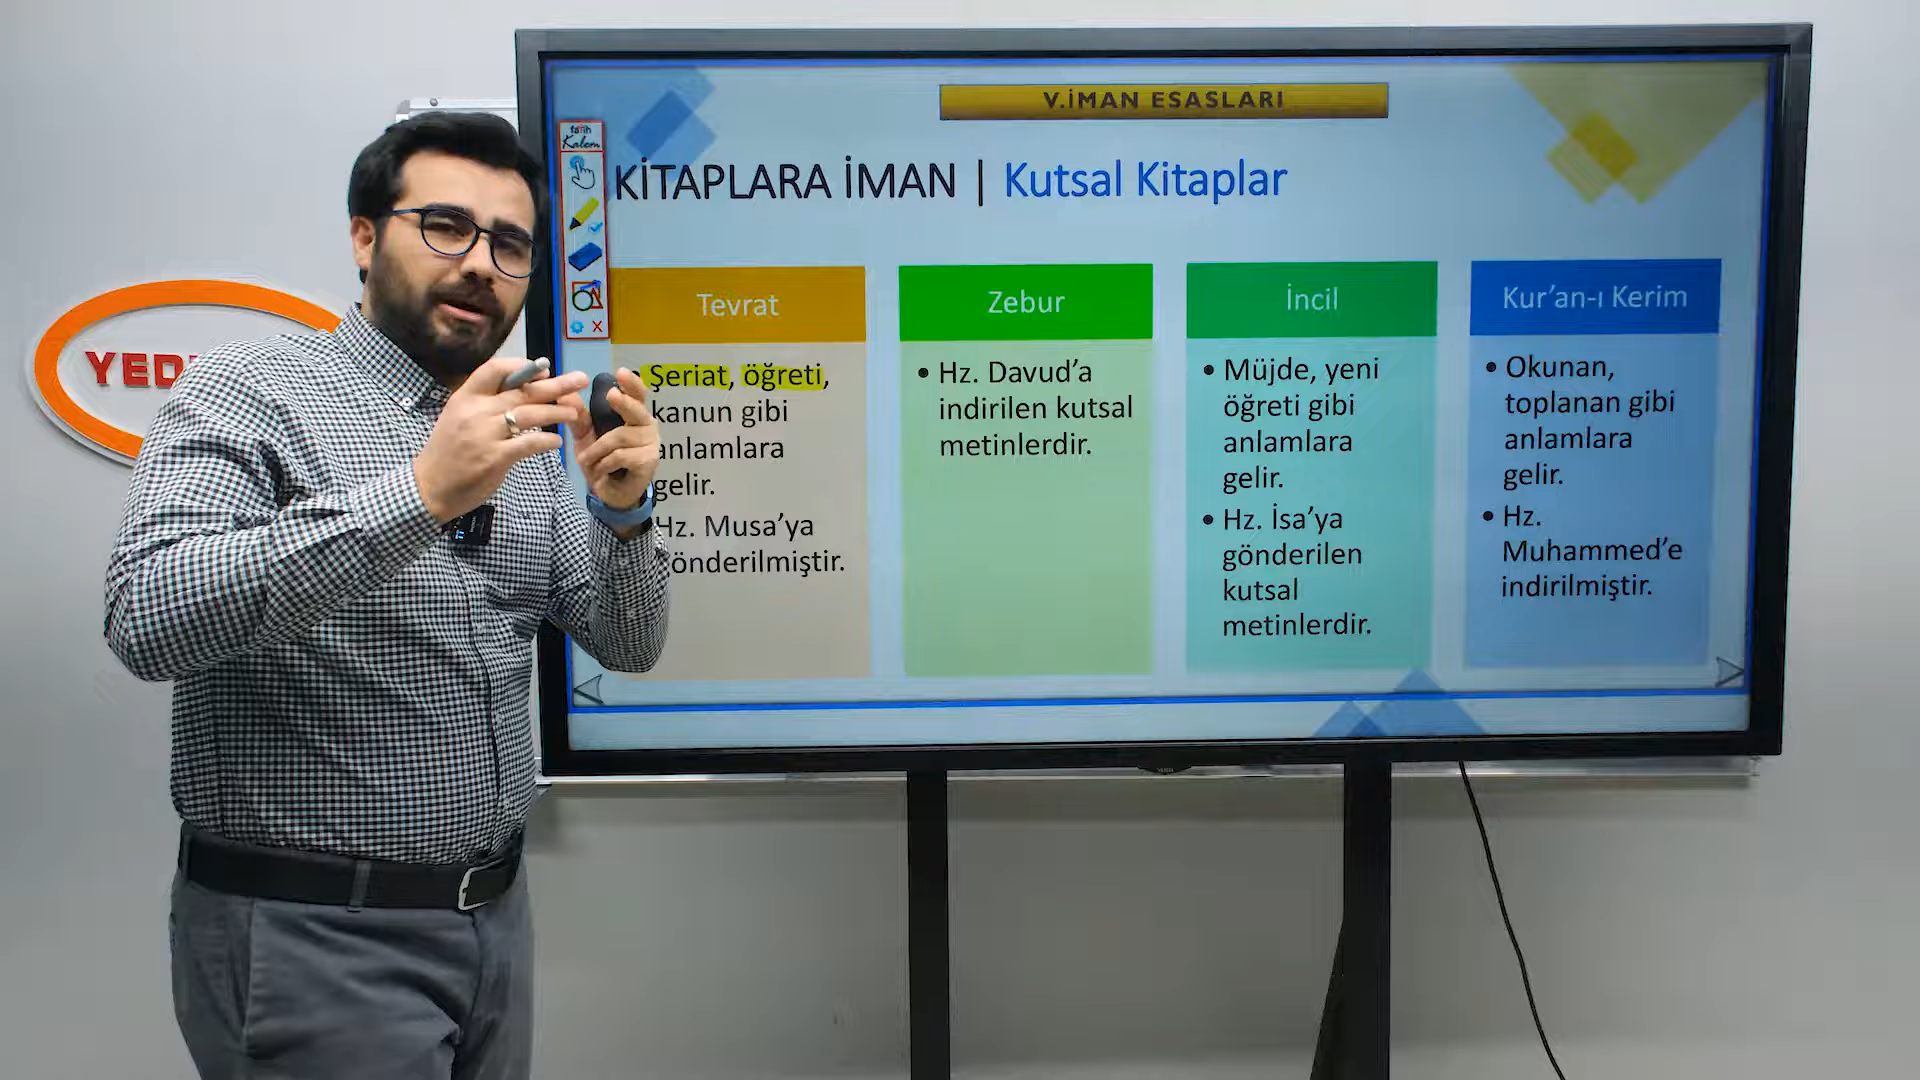 V.İMAN ESASLARI
fatih
Kalem
KİTAPLARA İMAN | Kutsal Kitaplar
YED
Tevrat
• Şeriat, öğreti,
kanun gibi
anlamlara
gelir.
Hz. Musa'ya
gönderilmiştir.
Zebur
• Hz. Davud'a
indirilen kutsal
metinlerdir.
İncil
• Müjde, yeni
öğreti gibi
anlamlara
gelir.
• Hz. İsa'ya
gönderilen
kutsal
metinlerdir.
Kur'an-ı Kerim
• Okunan,
toplanan gibi
anlamlara
gelir.
• Hz.
Muhammed'e
indirilmiştir.